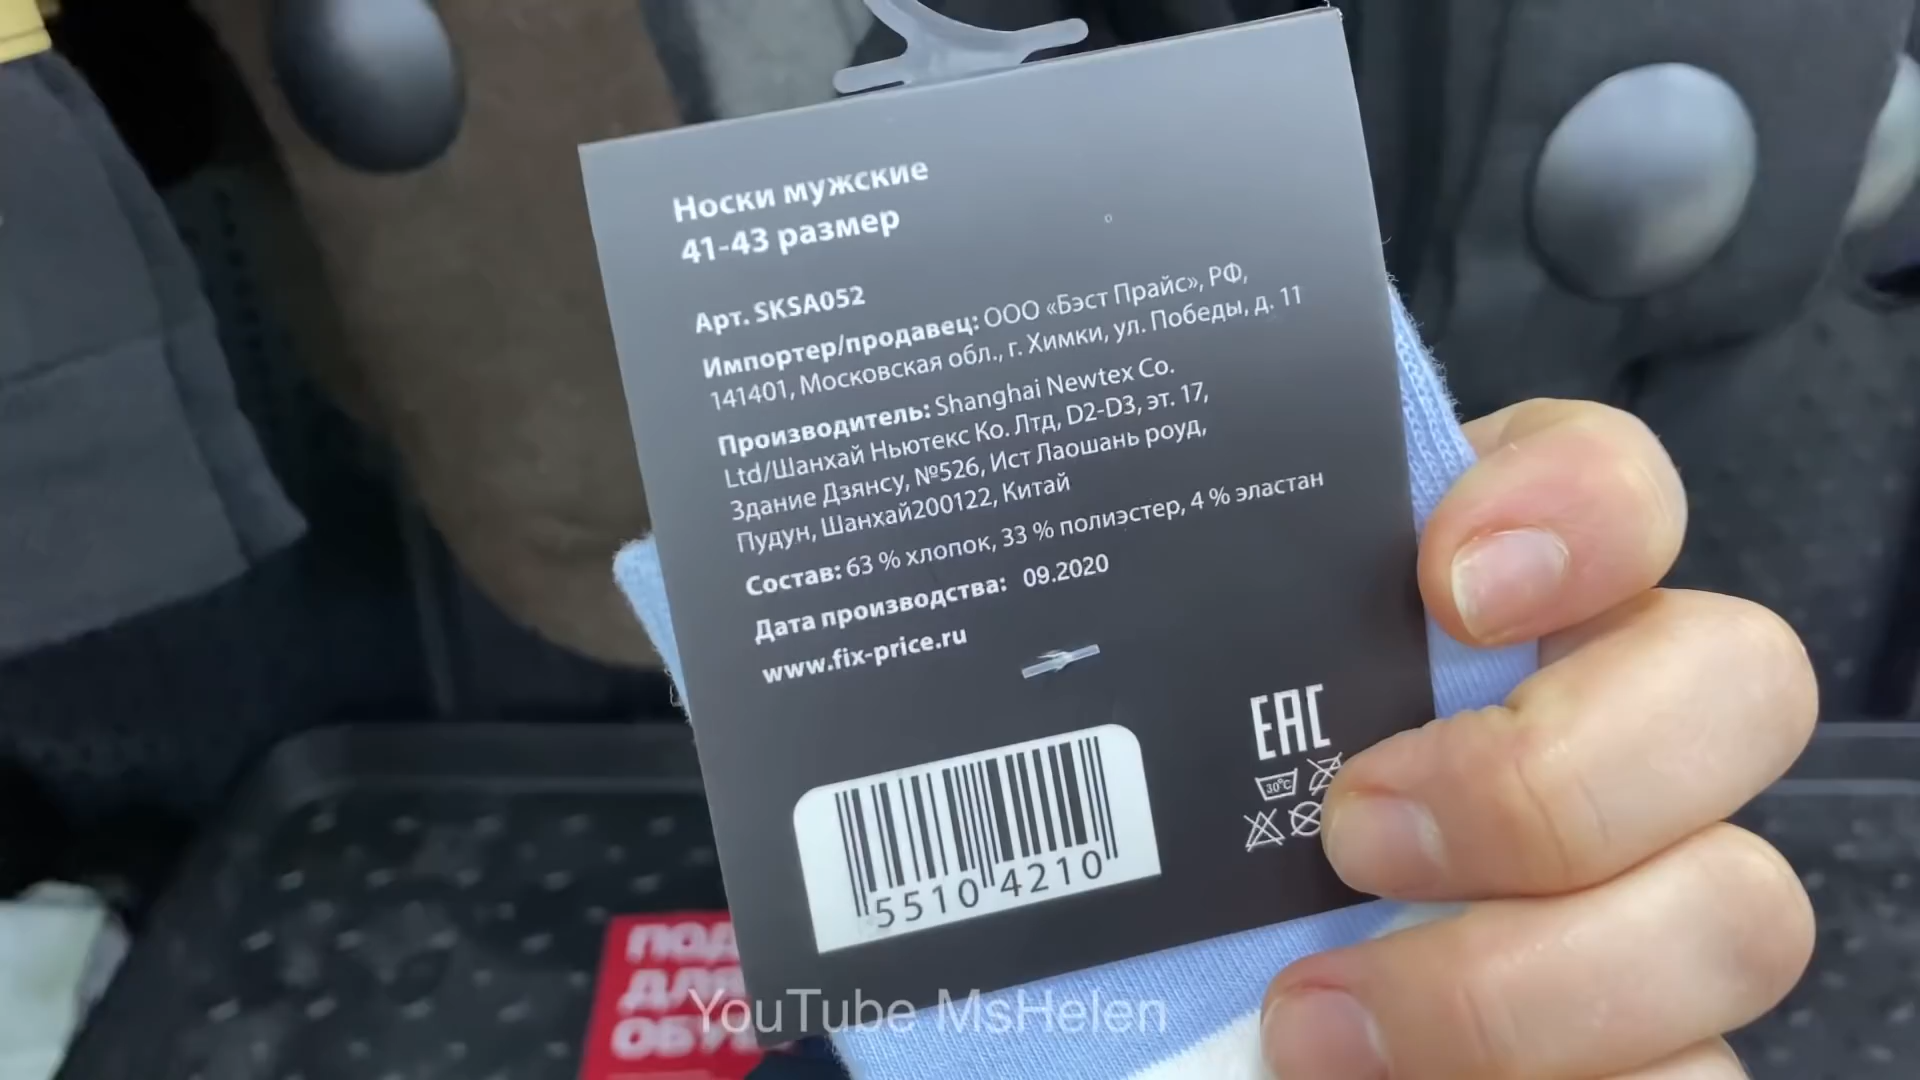 Носки мужские
41-43 размер
Арт. SKSA052
Импортер/продавец: ООО «Бэст Прайс», РФ,
141401, Московская обл., г. Химки, ул. Победы, д. 11
Производитель: Shanghai Newtex Co.
Ltd/Шанхай Ньютекс Ко. Лтд, D2-D3, эт. 17,
Здание Дзянсу, №526, Ист Лаошань роуд,
Пудун, Шанхай200122, Китай
Состав: 63 % хлопок, 33 % полиэстер, 4 % эластан
Дата производства: 09.2020
www.fix-price.ru
EAC
30°C
5510 4210
YouTube MsHelen